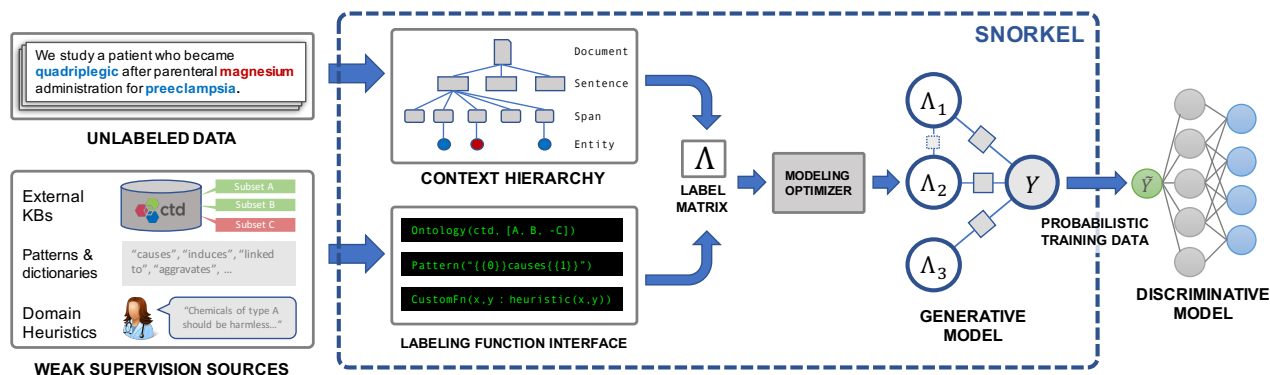 SNORKEL
We study a patient who became
quadriplegic after parenteral magnesium
administration for preeclampsia.
UNLABELED DATA
External
KBs
ctd
Subset A
Subset B
Subset C
Patterns &
dictionaries
“causes”, “induces”, “linked
to”, “aggravates”, …
Domain
Heuristics
“Chemicals of type A
should be harmless…”
WEAK SUPERVISION SOURCES
Document
Sentence
Span
Entity
CONTEXT HIERARCHY
Ontology(ctd, [A, B, -C])
Pattern(“{{0}}causes{{1}}”)
CustomFn(x,y : heuristic(x,y))
LABELING FUNCTION INTERFACE
Λ
LABEL
MATRIX
MODELING
OPTIMIZER
Λ1
Λ2
Λ3
Y
GENERATIVE
MODEL
PROBABILISTIC
TRAINING DATA
Ỹ
DISCRIMINATIVE
MODEL